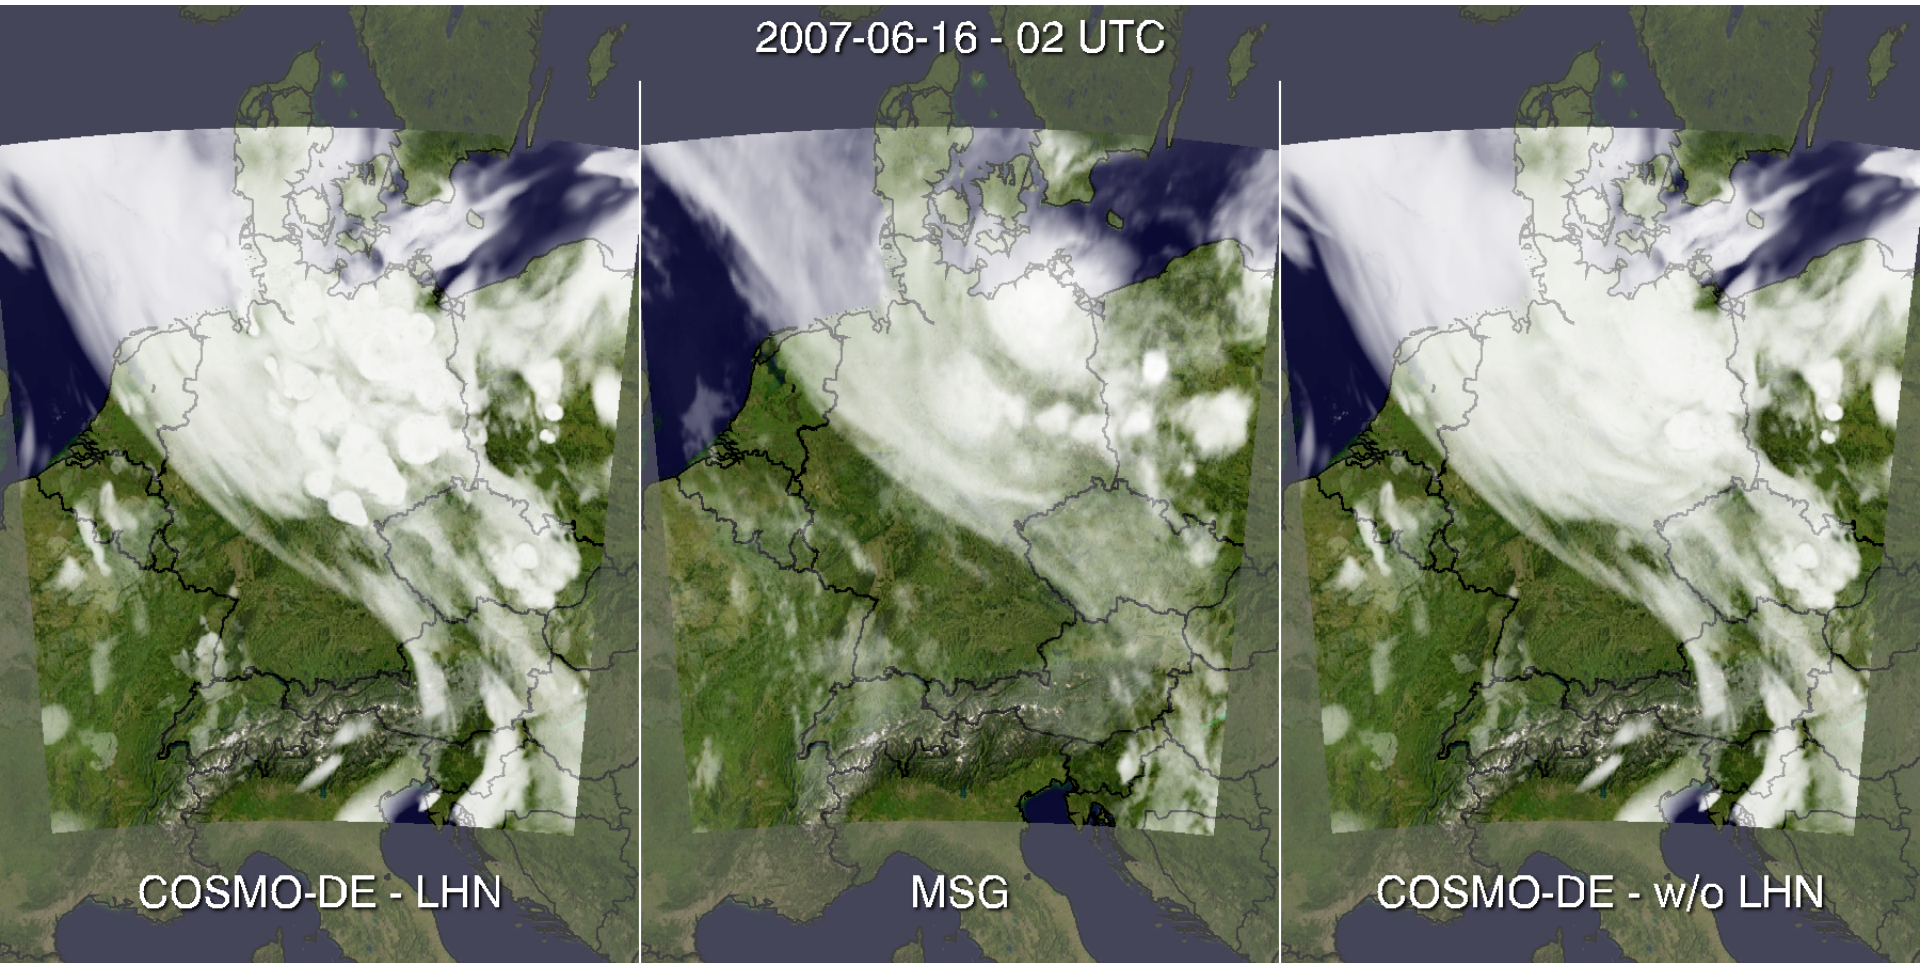 2007-06-16 - 02 UTC
COSMO-DE - LHN
MSG
COSMO-DE - w/o LHN